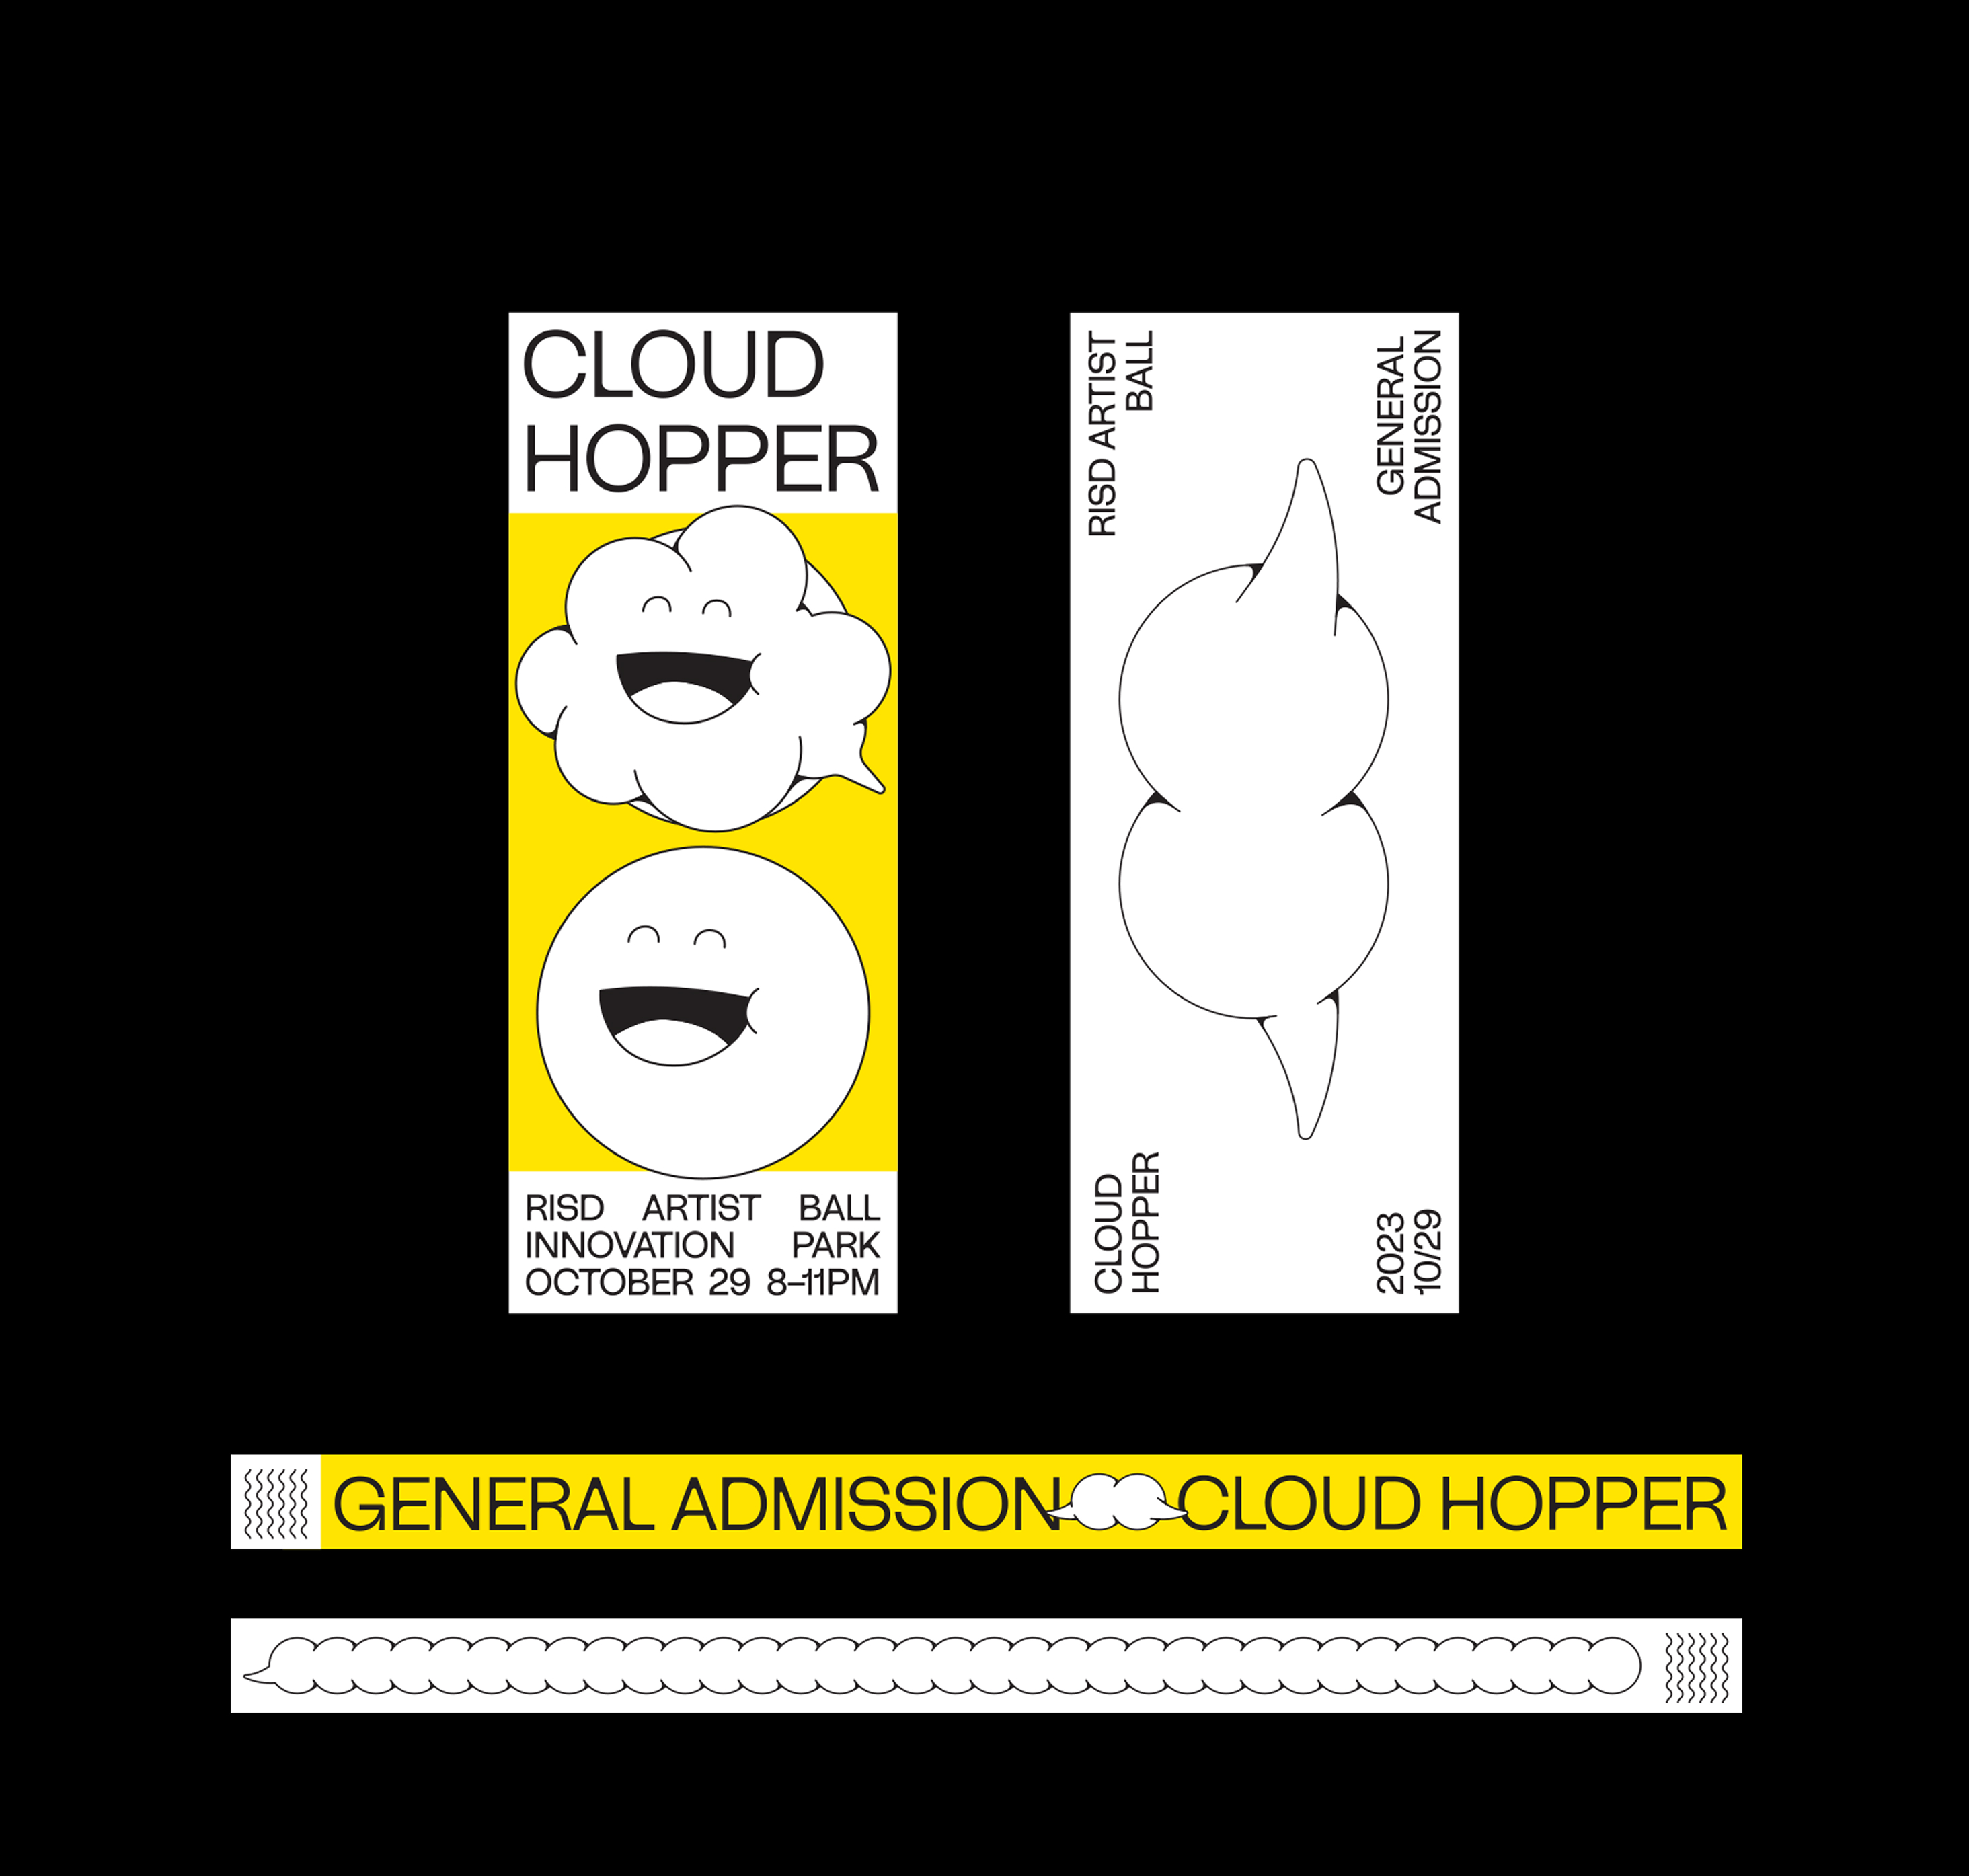 CLOUD
HOPPER
RISD ARTIST BALL
INNOVATION PARK
OCTOBER 29 8–11PM
RISD ARTIST
BALL
GENERAL
ADMISSION
CLOUD
HOPPER
2023
10/29
GENERAL ADMISSION CLOUD HOPPER